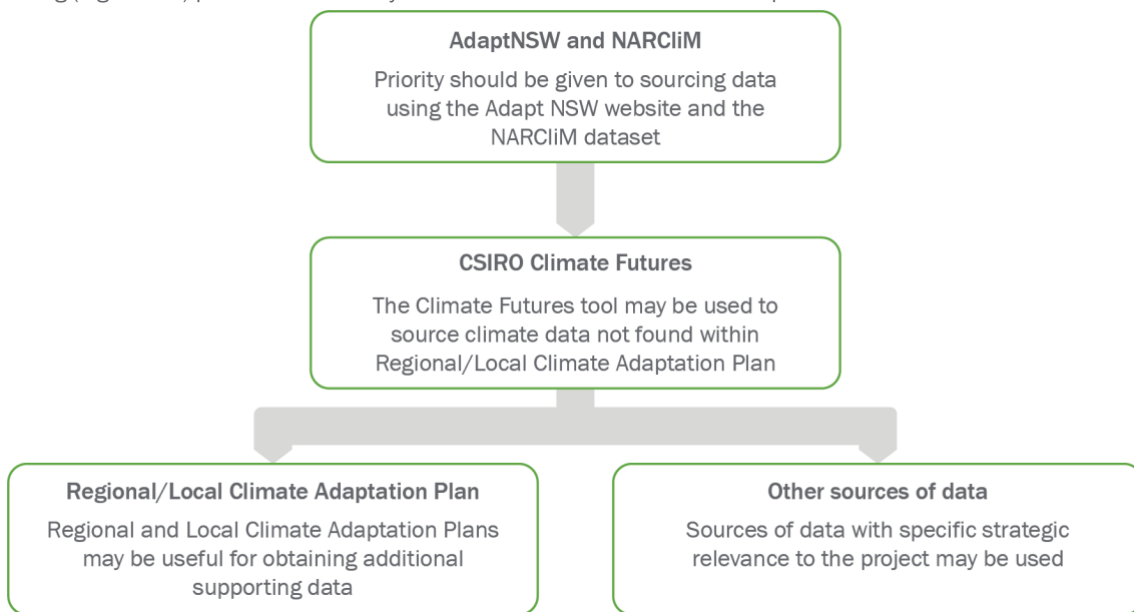 AdaptNSW and NARCliM
Priority should be given to sourcing data
using the Adapt NSW website and the
NARCliM dataset
CSIRO Climate Futures
The Climate Futures tool may be used to
source climate data not found within
Regional/Local Climate Adaptation Plan
Regional/Local Climate Adaptation Plan
Regional and Local Climate Adaptation Plans
may be useful for obtaining additional
supporting data
Other sources of data
Sources of data with specific strategic
relevance to the project may be used